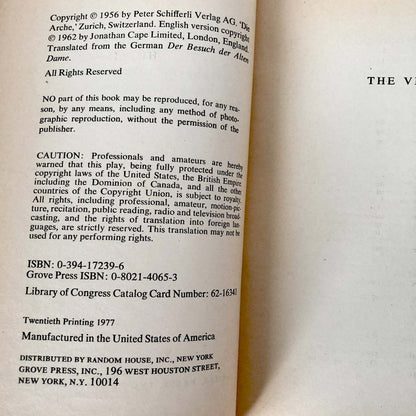 Copyright © 1956 by Peter Schifferli Verlag AG. 'Die
Arche,' Zurich, Switzerland. English version copyright
© 1962 by Jonathan Cape Limited, London, England.
Translated from the German Der Besuch der Alten
Dame.
All Rights Reserved
NO part of this book may be reproduced, for any rea-
son, by any means, including any method of photo-
graphic reproduction, without the permission of the
publisher.
CAUTION: Professionals and amateurs are hereby
warned that this play, being fully protected under the
copyright laws of the United States, the British Empire
including the Dominion of Canada, and all the other
countries of the Copyright Union, is subject to royalty.
All rights, including professional, amateur, motion-pic-
ture, recitation, public reading, radio and television broad-
casting, and the rights of translation into foreign lan-
guages, are strictly reserved. This translation may not be
used for any performing rights.
ISBN: 0-394-17239-6
Grove Press ISBN: 0-8021-4065-3
Library of Congress Catalog Card Number: 62-16341
Twentieth Printing 1977
Manufactured in the United States of America
DISTRIBUTED BY RANDOM HOUSE, INC., NEW YORK
GROVE PRESS, INC., 196 WEST HOUSTON STREET,
NEW YORK, N.Y. 10014
THE V